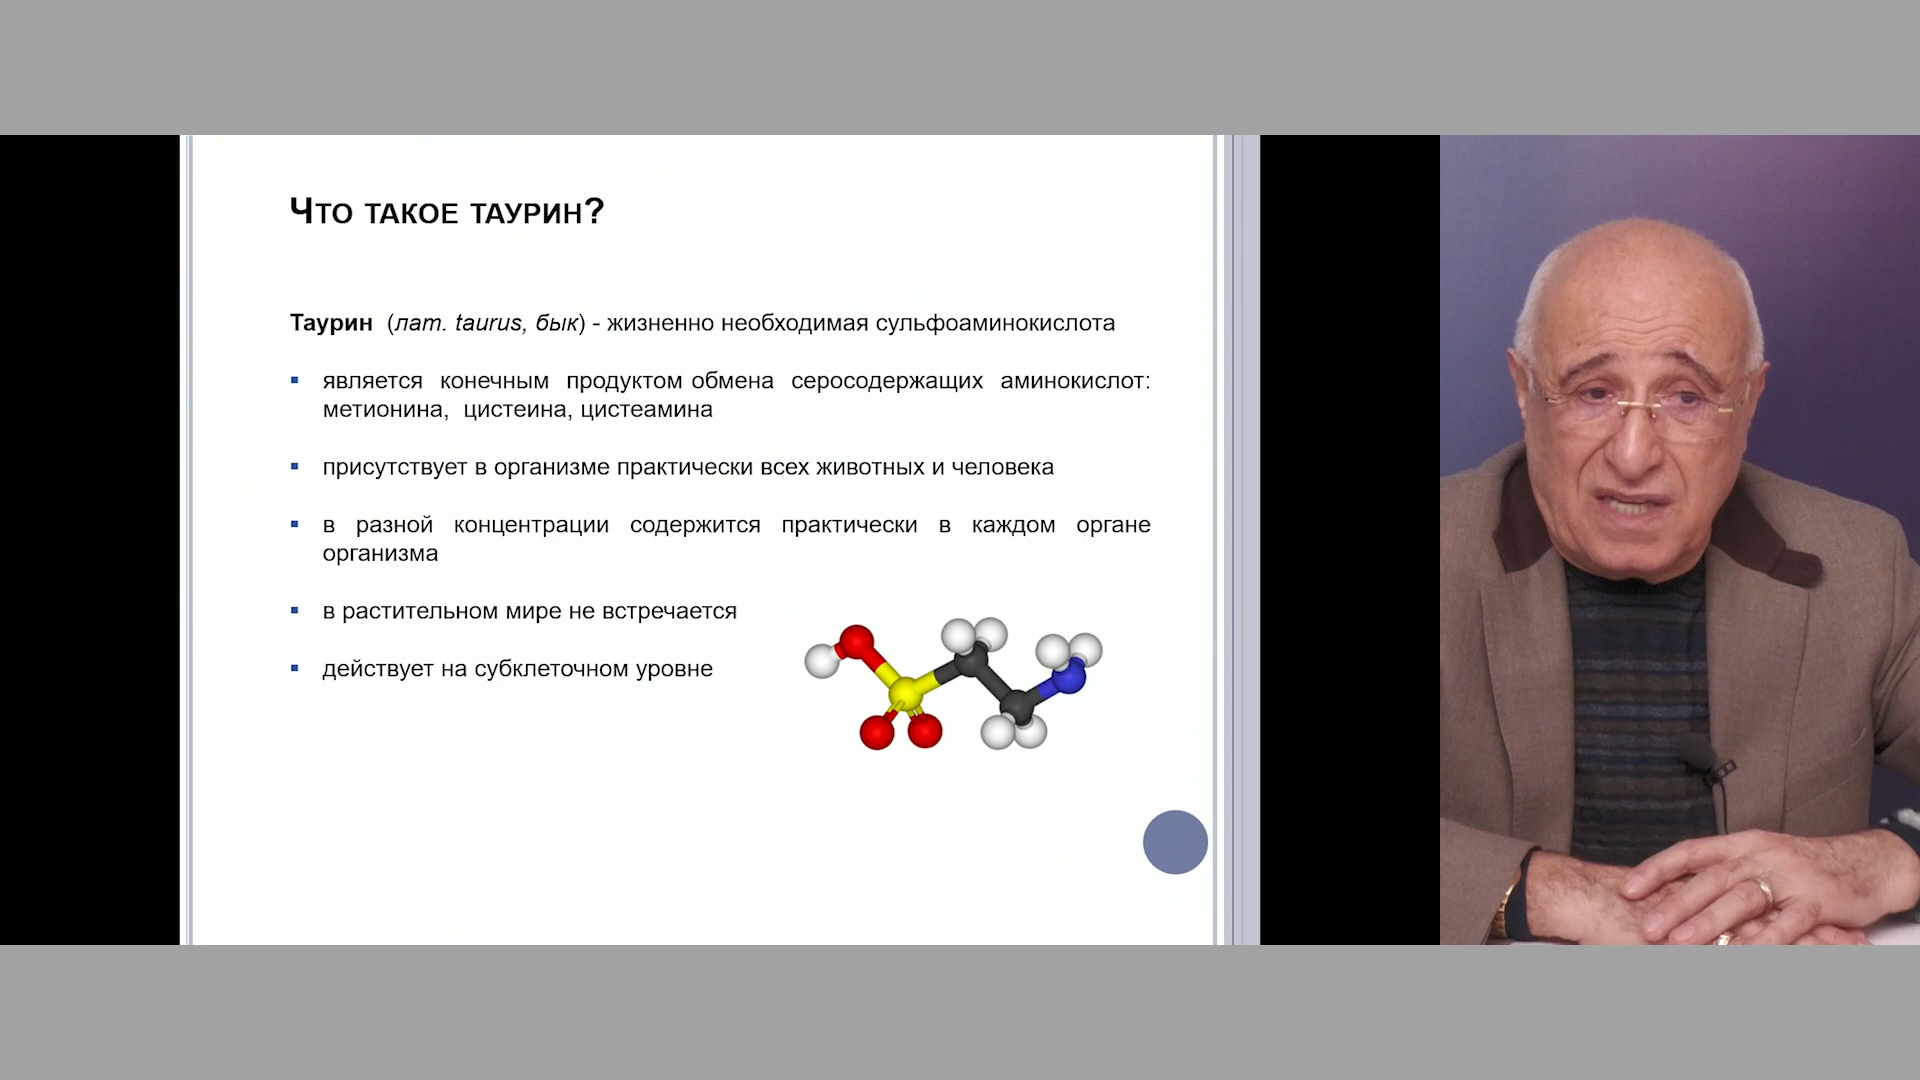 Что такое таурин?
Таурин (лат. taurus, бык) - жизненно необходимая сульфоаминокислота
является конечным продуктом обмена серосодержащих аминокислот:
метионина, цистеина, цистеамина
присутствует в организме практически всех животных и человека
в разной концентрации содержится практически в каждом органе
организма
в растительном мире не встречается
действует на субклеточном уровне